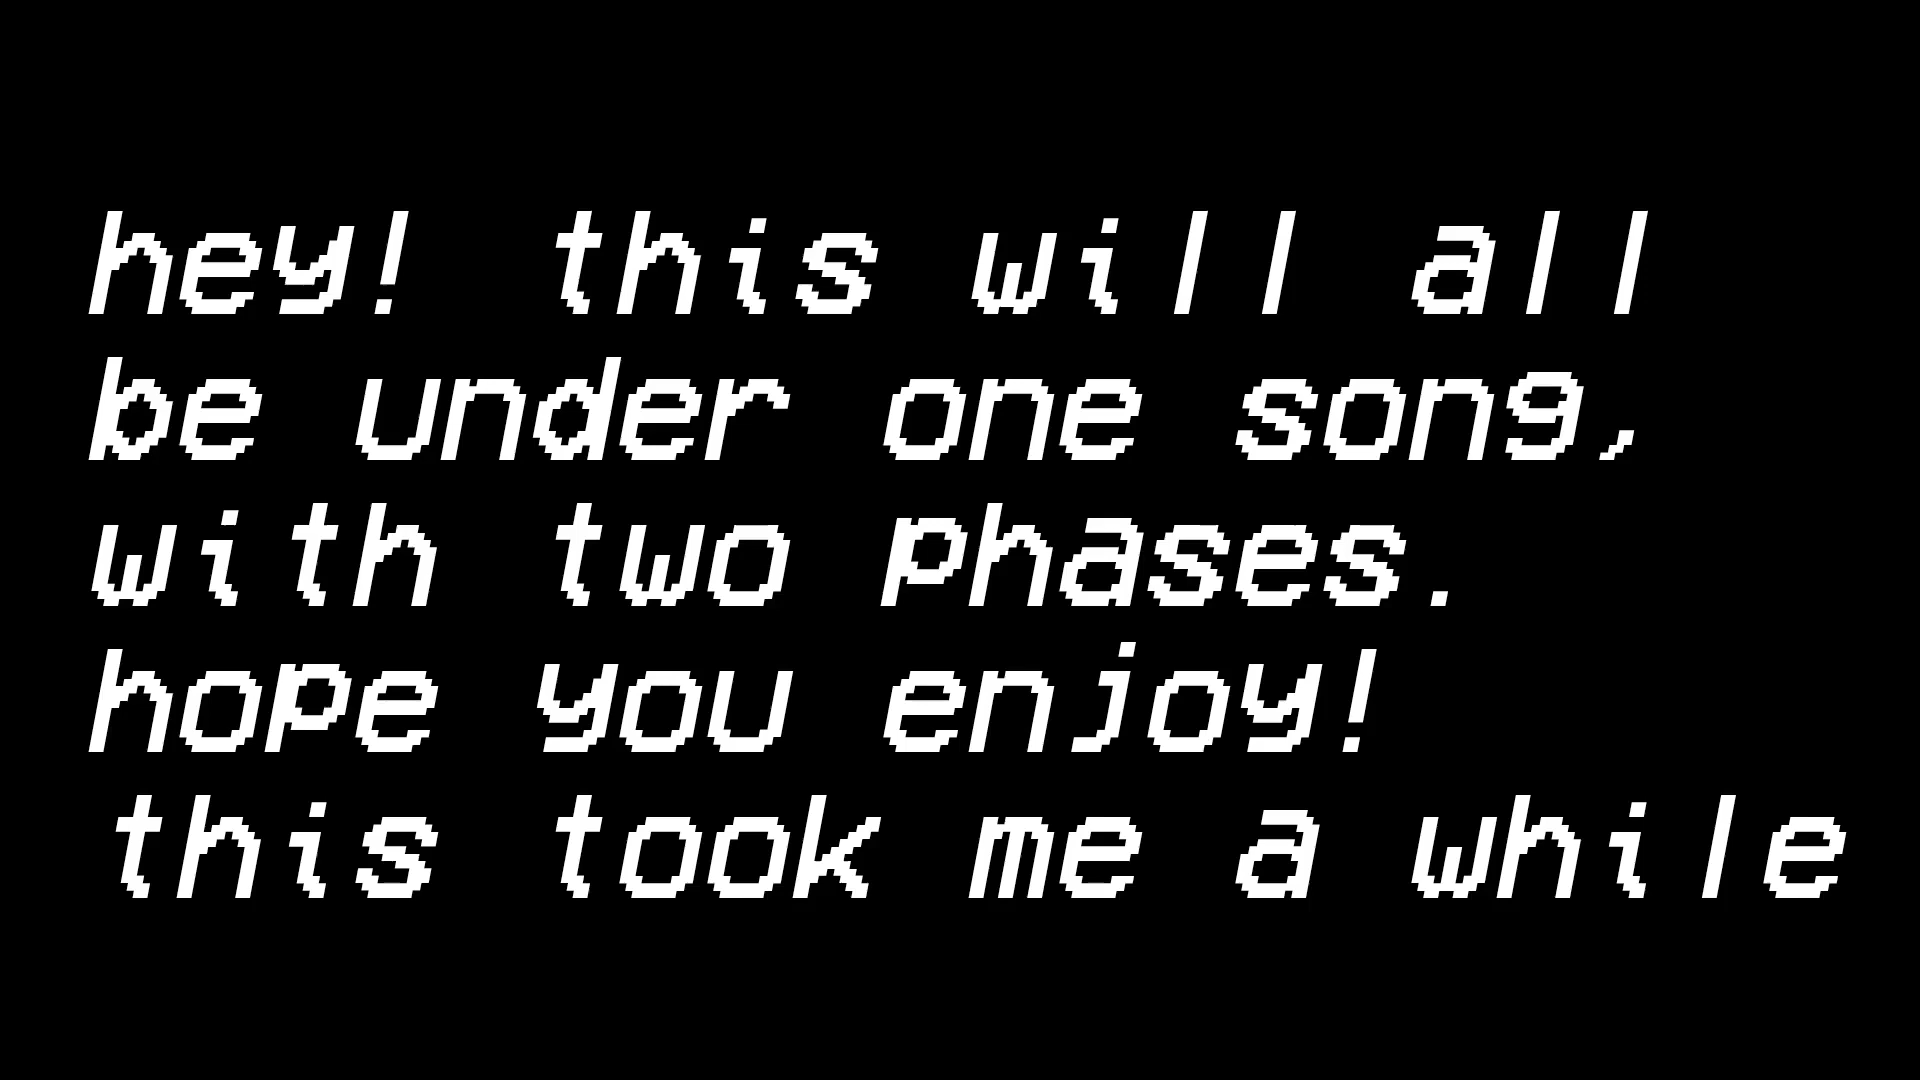 hey! this will all
be under one song,
with two phases.
hope you enjoy!
this took me a while